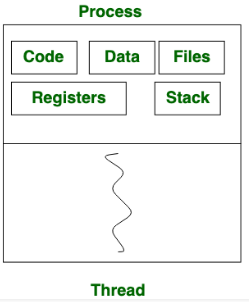 Process
Code Data Files
Registers Stack
Thread